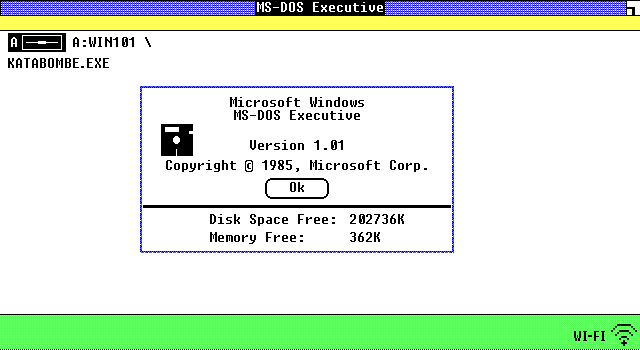 MS-DOS Executive
A A:WIN101 \
KATABOMBE.EXE
Microsoft Windows
MS-DOS Executive
Version 1.01
Copyright © 1985, Microsoft Corp.
Ok
Disk Space Free: 202736K
Memory Free: 362K
WI-FI